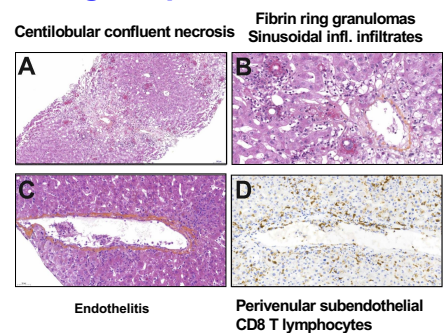 Centilobular confluent necrosis
Fibrin ring granulomas
Sinusoidal infl. infiltrates
A
B
C
D
Endothelitis
Perivenular subendothelial
CD8 T lymphocytes